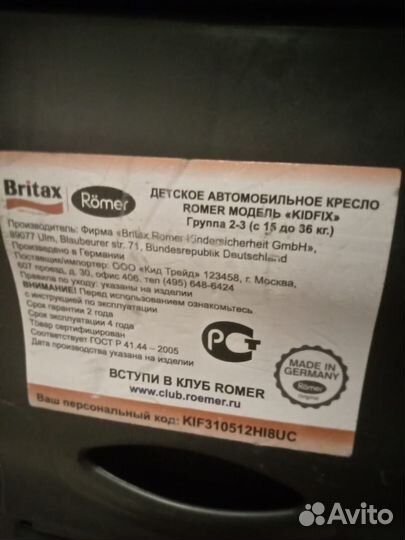 Britax Römer
ДЕТСКОЕ АВТОМОБИЛЬНОЕ КРЕСЛО
ROMER МОДЕЛЬ «KIDFIX»
Группа 2-3 (с 15 до 36 кг.)
Производитель: Фирма «Britax Romer Kindersicherheit GmbH»,
89077 Ulm, Blaubeurer str. 71, Bundesrepublik Deutschland
Произведено в Германии
Поставщик/импортер: ООО «Кид Трейд» 123458, г. Москва,
607 проезд, д. 30, офис 406, тел (495) 648-6424
Правила по уходу: указаны на изделии
ВНИМАНИЕ! Перед использованием ознакомьтесь
с инструкцией по эксплуатации
Срок гарантии 2 года
Срок эксплуатации 4 года
Товар сертифицирован
Соответствует ГОСТ Р 41.44 – 2005
Дата производства указана на изделии
РСТ
MADE IN
GERMANY
Römer
Original
ВСТУПИ В КЛУБ ROMER
www.club.roemer.ru
Ваш персональный код: KIF310512HI8UC
Avito